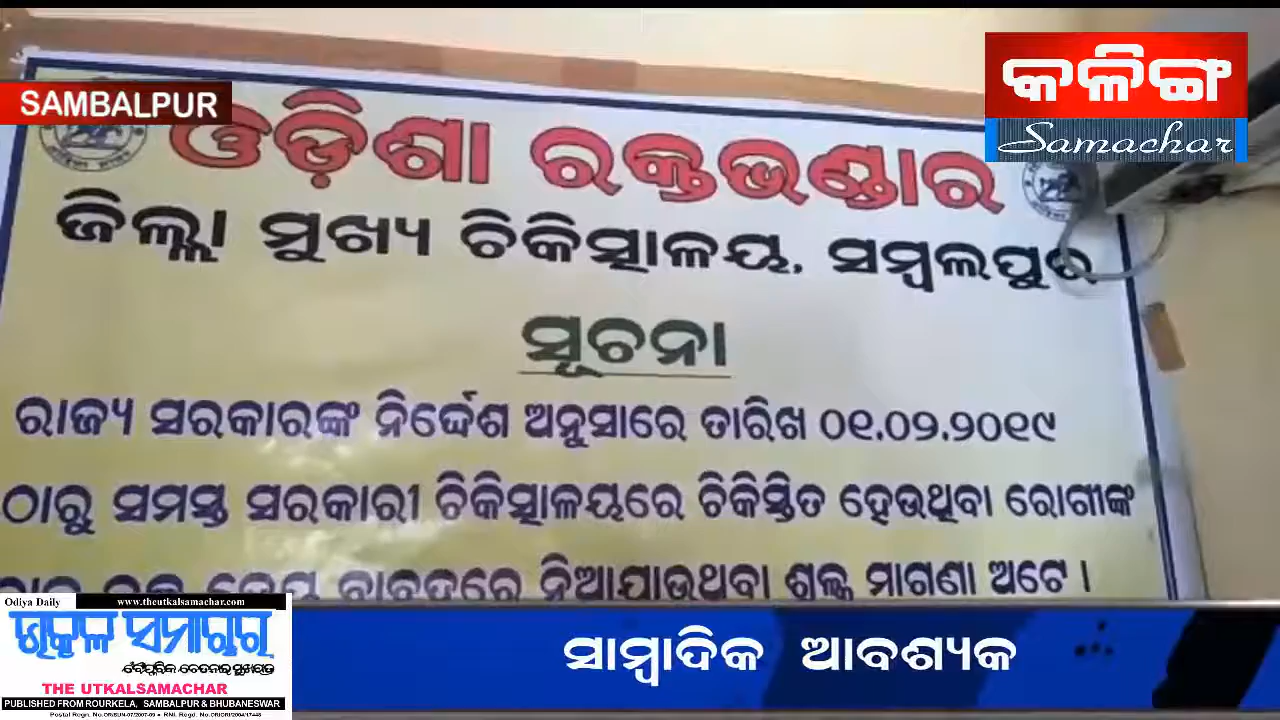 SAMBALPUR
କଳିଙ୍ଗ
Samachar
ଓଡ଼ିଶା ରକ୍ତଭଣ୍ଡାର
ଜିଲ୍ଲା ମୁଖ୍ୟ ଚିକିତ୍ସାଳୟ, ସମ୍ବଲପୁର
ସୂଚନା
ରାଜ୍ୟ ସରକାରଙ୍କ ନିର୍ଦ୍ଦେଶ ଅନୁସାରେ ତାରିଖ ୦୧.୦୨.୨୦୧୯
ଠାରୁ ସମସ୍ତ ସରକାରୀ ଚିକିତ୍ସାଳୟରେ ଚିକିତ୍ସିତ ହେଉଥିବା ରୋଗୀଙ୍କ
ବାବଦରେ ନିଆଯାଉଥିବା ଶୁଳ୍କ ମାଗଣା ଅଟେ ।
Odiya Daily www.theutkalsamachar.com
ଉତ୍କଳ ସମାଚାର
THE UTKALSAMACHAR
PUBLISHED FROM ROURKELA, SAMBALPUR & BHUBANESWAR
ସାମ୍ବାଦିକ ଆବଶ୍ୟକ